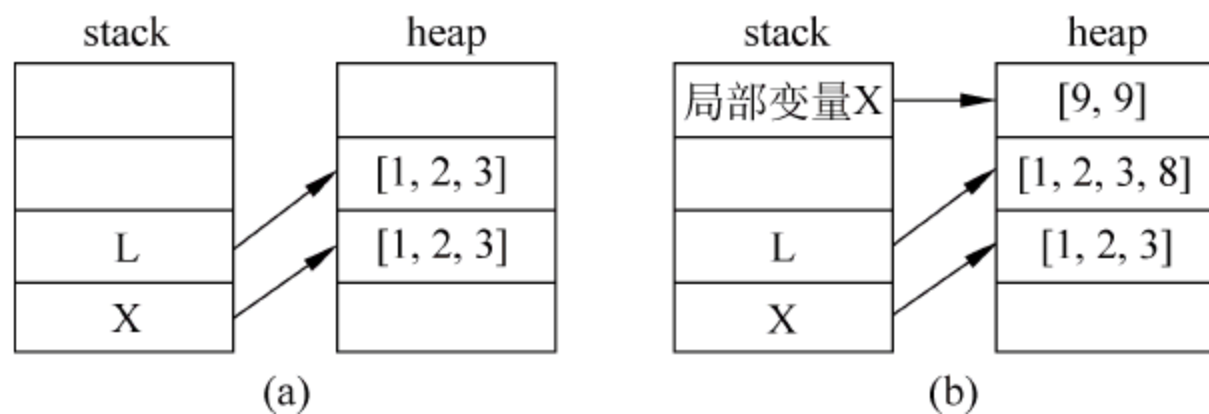 stack heap
[1, 2, 3]
L [1, 2, 3]
X
(a)
stack heap
局部变量X [9, 9]
[1, 2, 3, 8]
L [1, 2, 3]
X
(b)